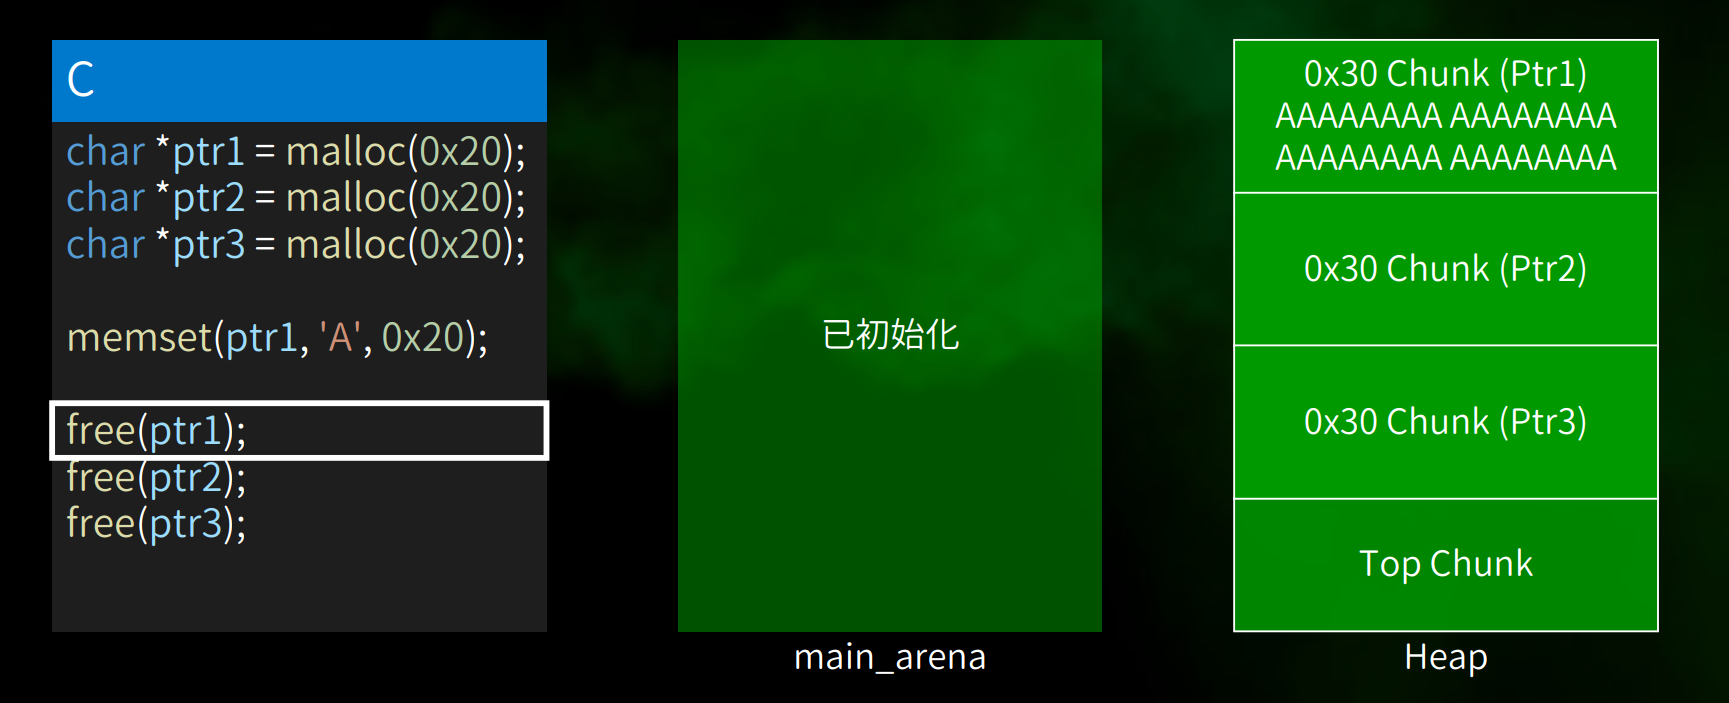 C
char *ptr1 = malloc(0x20);
char *ptr2 = malloc(0x20);
char *ptr3 = malloc(0x20);
memset(ptr1, 'A', 0x20);
free(ptr1);
free(ptr2);
free(ptr3);
已初始化
main_arena
0x30 Chunk (Ptr1)
AAAAAAAA AAAAAAAA
AAAAAAAA AAAAAAAA
0x30 Chunk (Ptr2)
0x30 Chunk (Ptr3)
Top Chunk
Heap